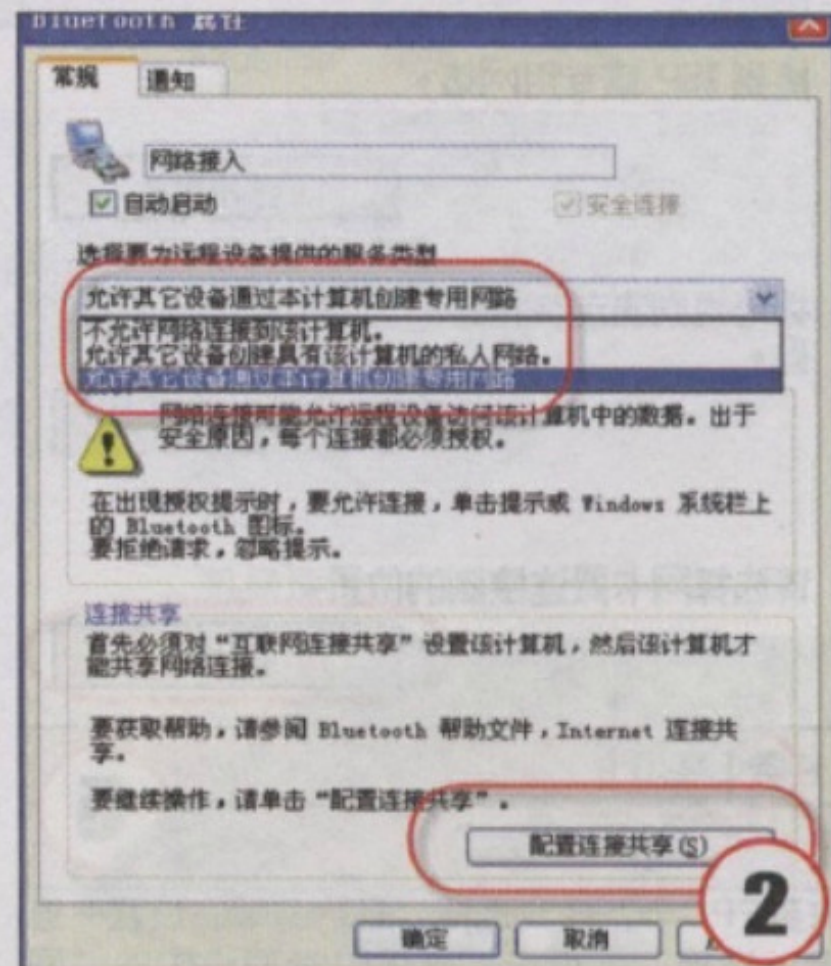 Bluetooth 属性
常规 通知
网络接入
自动启动 安全连接
选择要为远程设备提供的服务类型
允许其它设备通过本计算机创建专用网络
不允许网络连接到该计算机。
允许其它设备创建具有该计算机的私人网络。
允许其它设备通过本计算机创建专用网络
网络连接可能允许远程设备访问该计算机中的数据。出于
安全原因，每个连接都必须授权。
在出现授权提示时，要允许连接，单击提示或 Windows 系统栏上
的 Bluetooth 图标。
要拒绝请求，忽略提示。
连接共享
首先必须对“互联网连接共享”设置该计算机，然后该计算机才
能共享网络连接。
要获取帮助，请参阅 Bluetooth 帮助文件，Internet 连接共
享。
要继续操作，请单击“配置连接共享”。
配置连接共享(S)
2
确定 取消